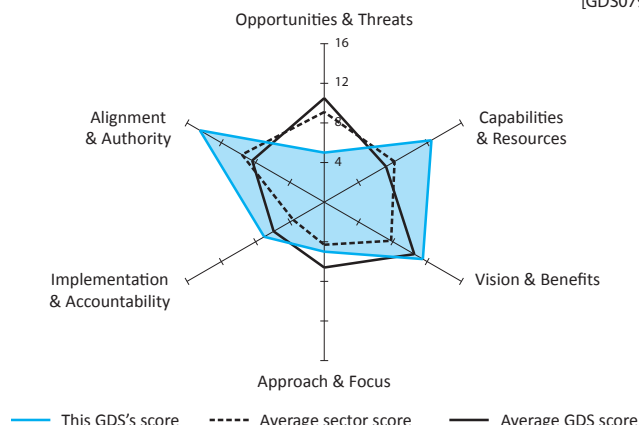 [GDS079
Opportunities & Threats
16
12
8
4
Alignment
& Authority
Capabilities
& Resources
Implementation
& Accountability
Vision & Benefits
Approach & Focus
This GDS's score
Average sector score
Average GDS score